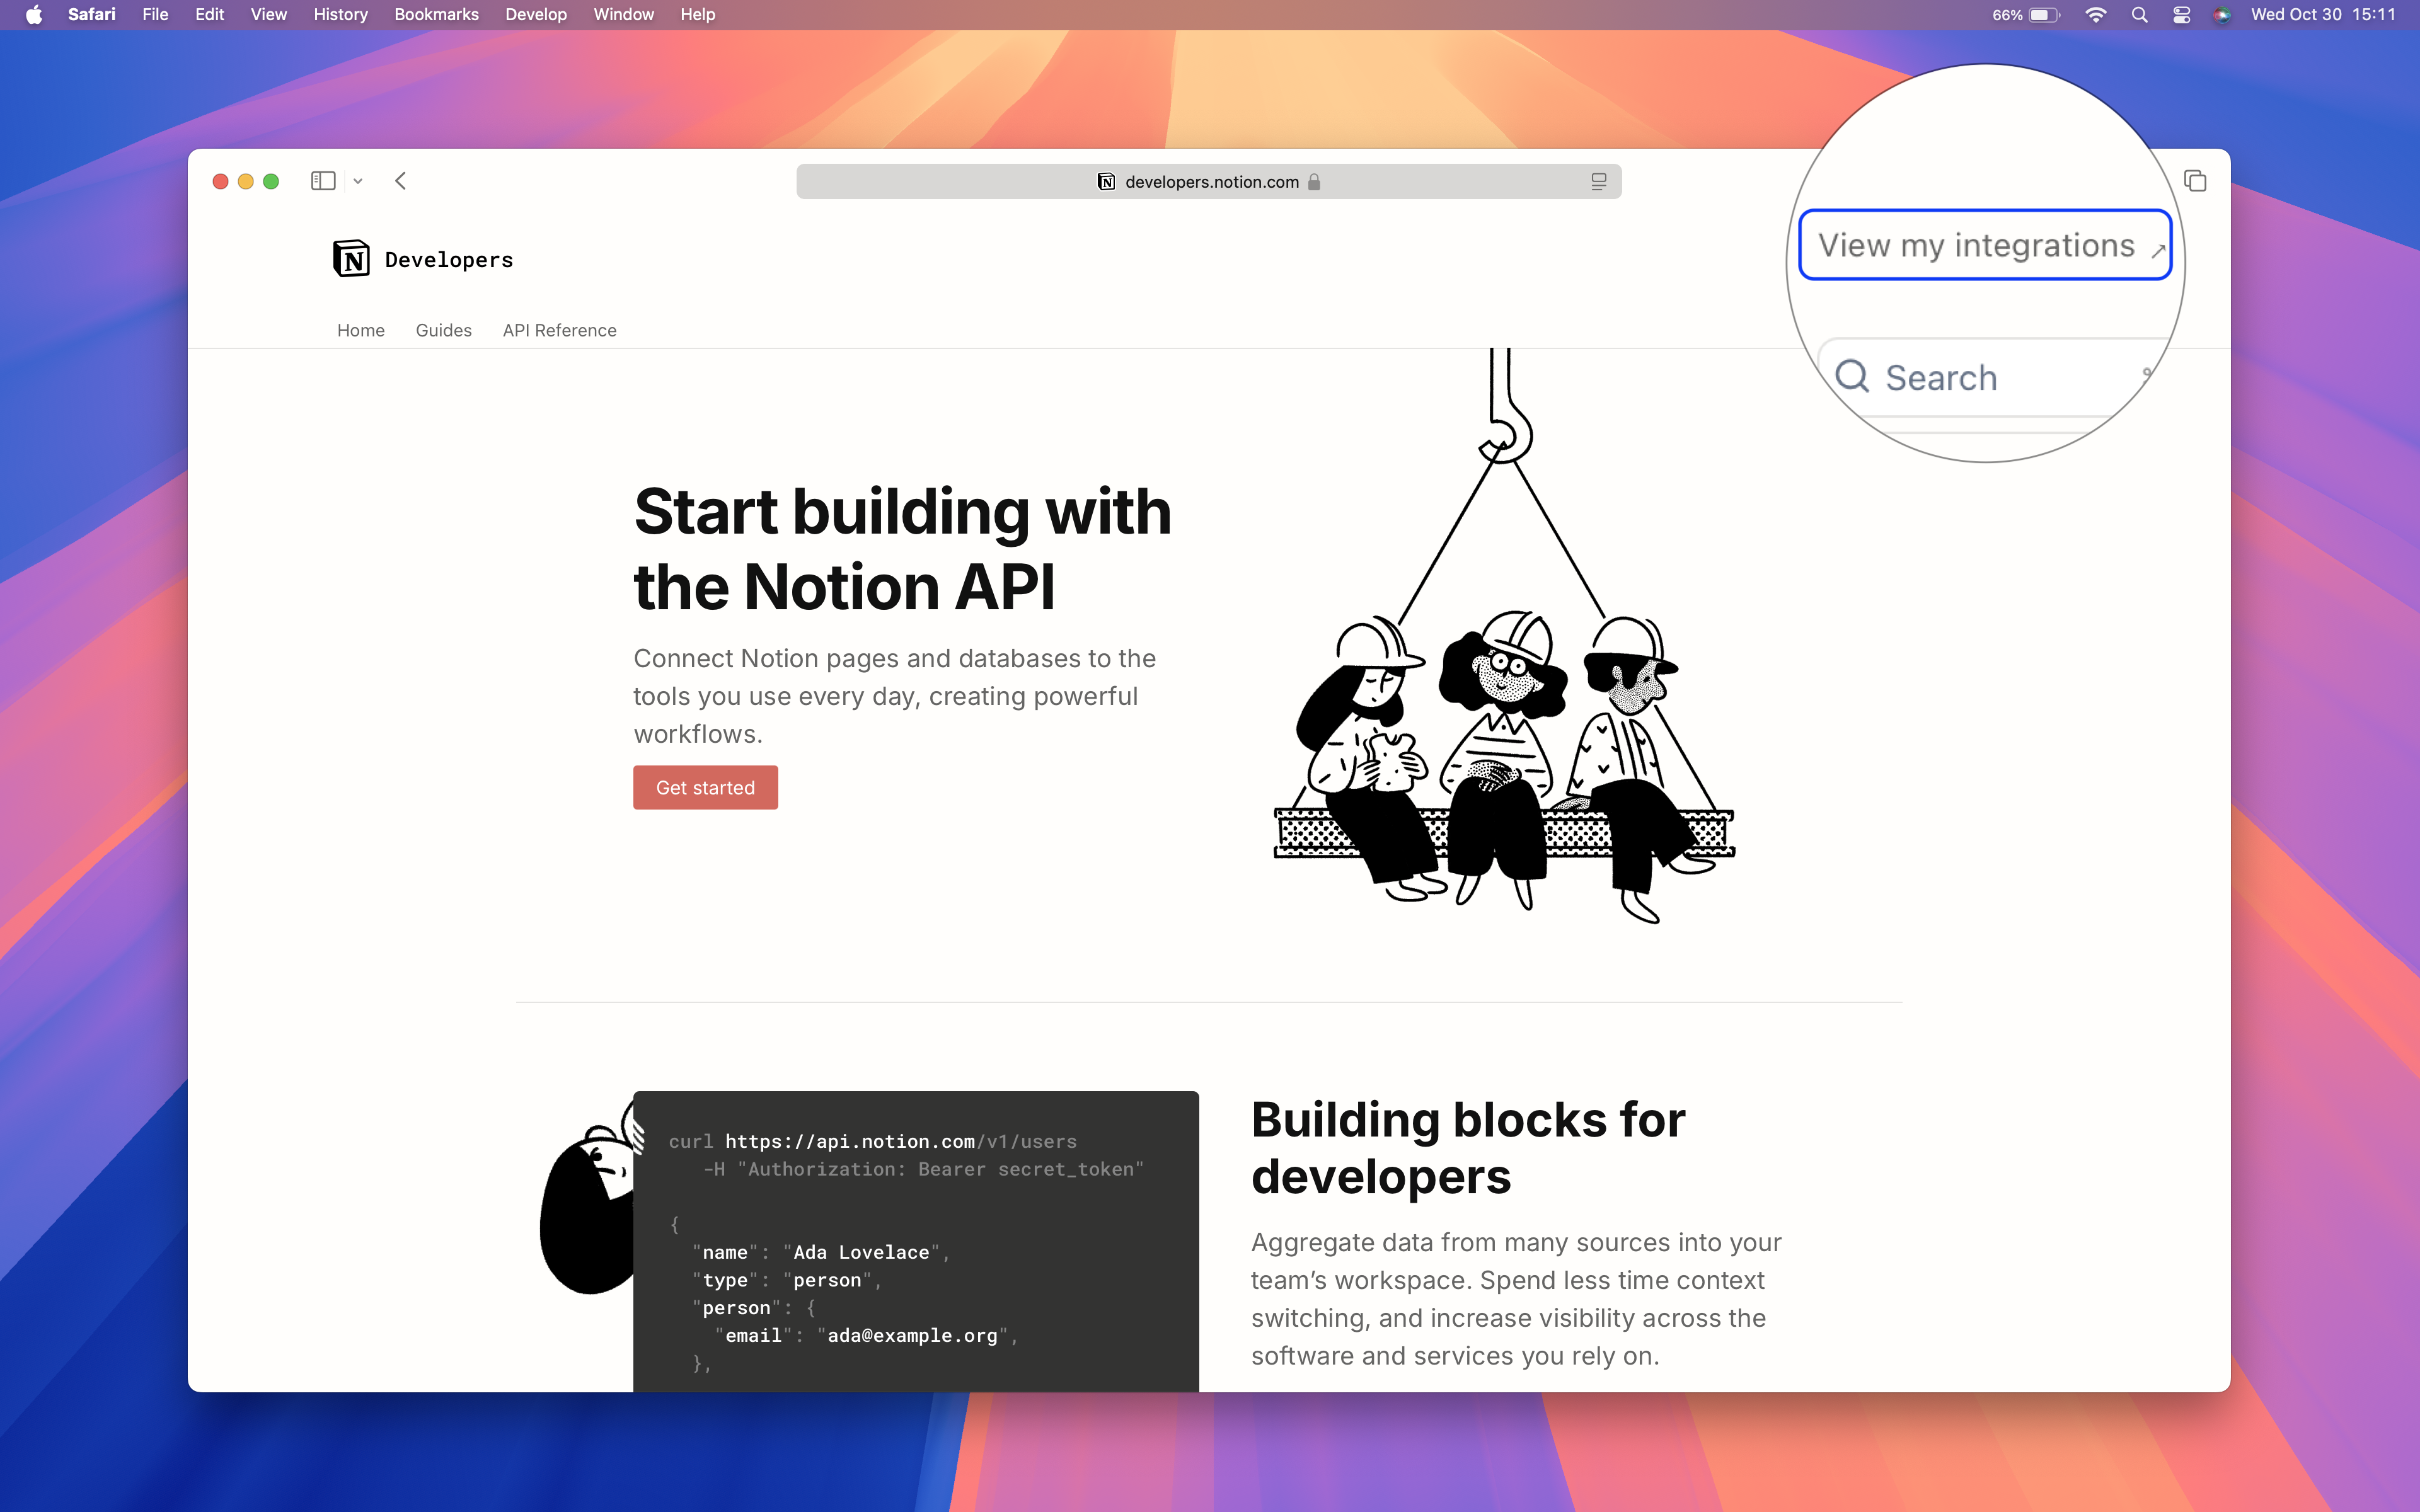 Safari File Edit View History Bookmarks Develop Window Help 66% Wed Oct 30 15:11
developers.notion.com
Developers
View my integrations ↗
Home Guides API Reference
Search
Start building with
the Notion API
Connect Notion pages and databases to the
tools you use every day, creating powerful
workflows.
Get started
curl https://api.notion.com/v1/users
-H "Authorization: Bearer secret_token"
{
"name": "Ada Lovelace",
"type": "person",
"person": {
"email": "ada@example.org",
},
Building blocks for
developers
Aggregate data from many sources into your
team’s workspace. Spend less time context
switching, and increase visibility across the
software and services you rely on.